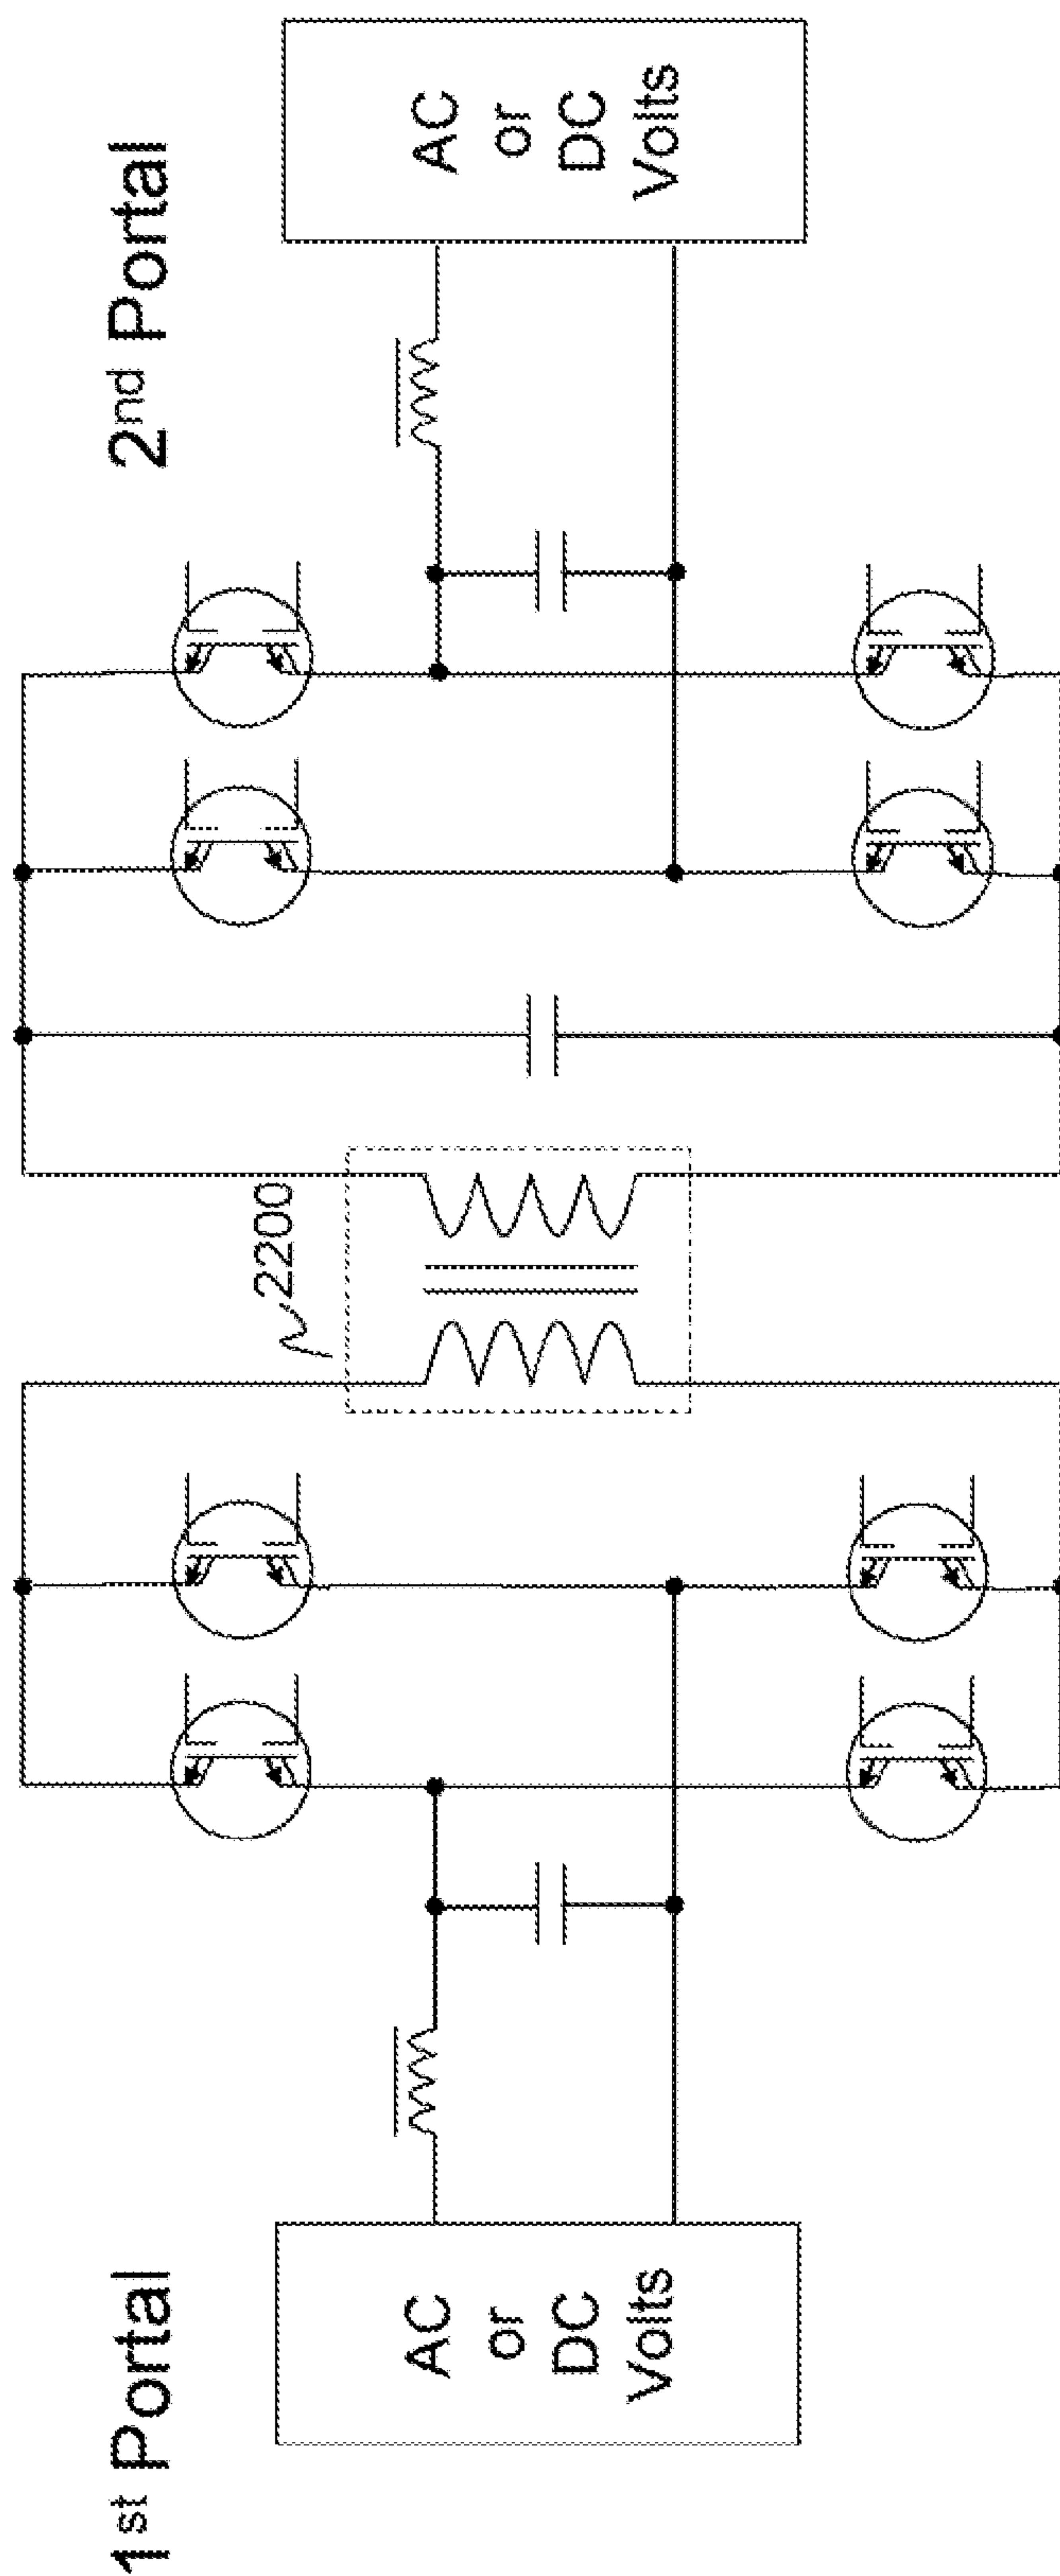 1st Portal
AC
or
DC
Volts
2200
2nd Portal
AC
or
DC
Volts